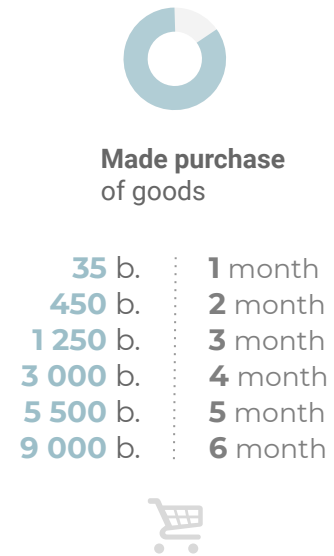 Made purchase
of goods
35 b. 1 month
450 b. 2 month
1 250 b. 3 month
3 000 b. 4 month
5 500 b. 5 month
9 000 b. 6 month